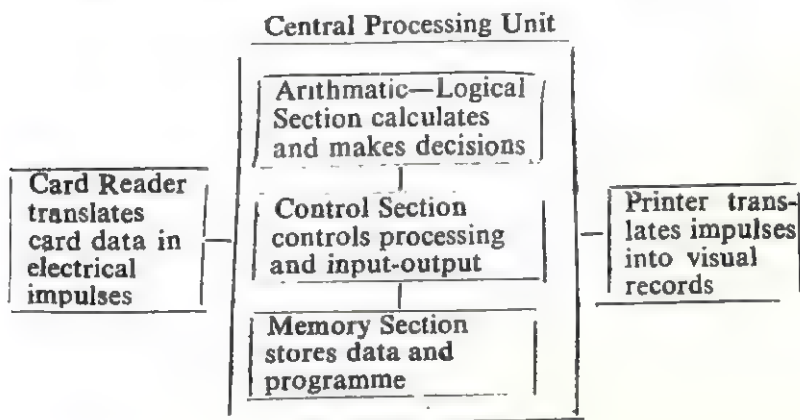 Central Processing Unit
Arithmatic—Logical
Section calculates
and makes decisions
Card Reader
translates
card data in
electrical
impulses
Control Section
controls processing
and input-output
Printer trans-
lates impulses
into visual
records
Memory Section
stores data and
programme